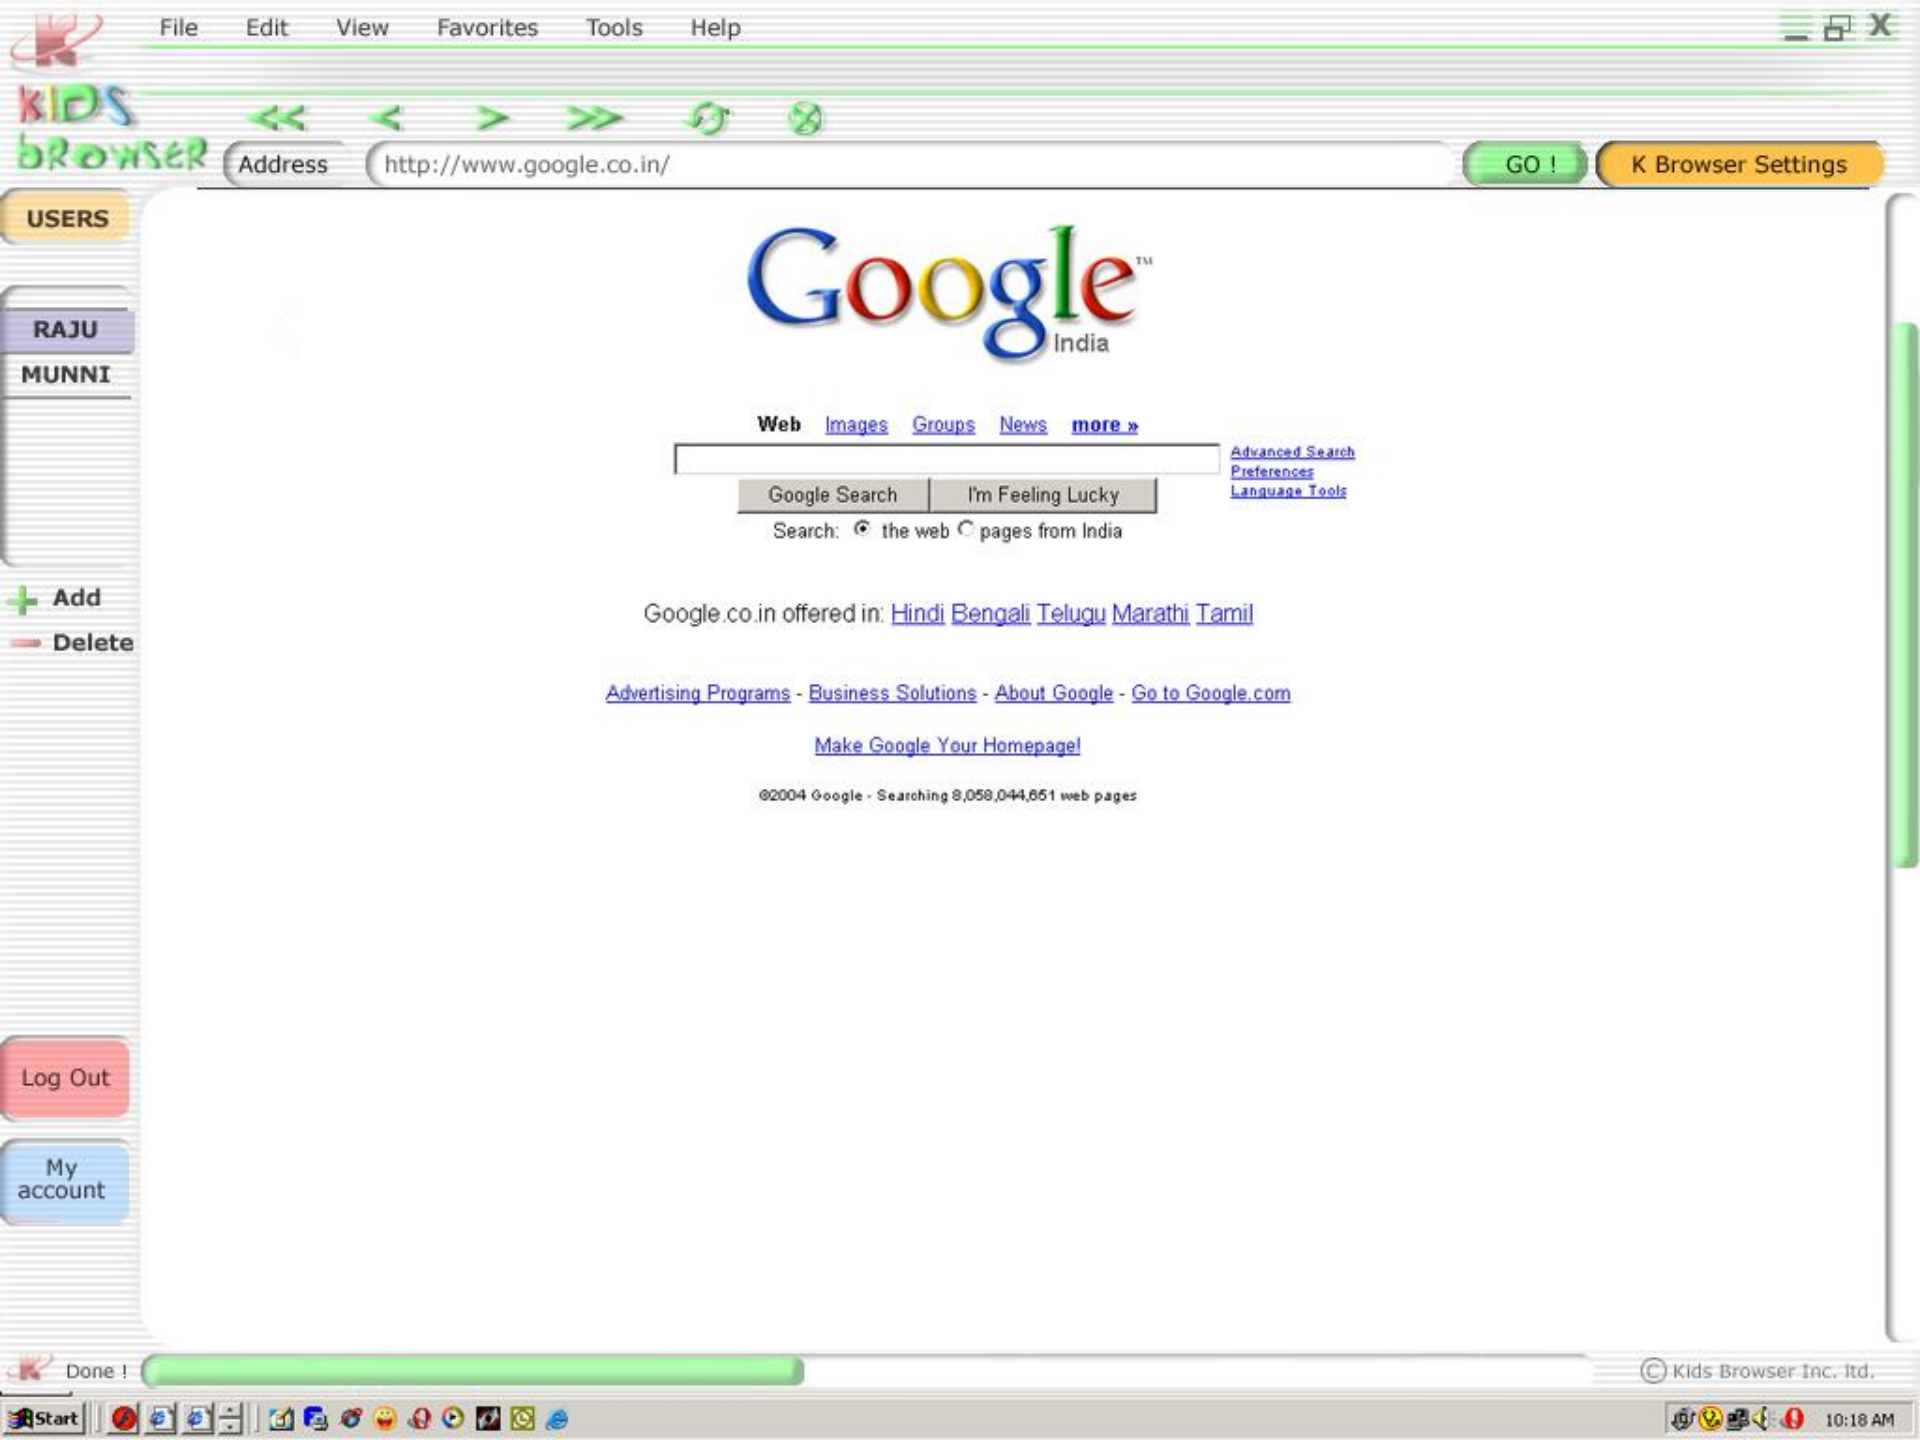 File Edit View Favorites Tools Help
KIDS
BROWSER
Address http://www.google.co.in/ GO ! K Browser Settings
USERS
RAJU
MUNNI
Add
Delete
Log Out
My
account
Google™
India
Web Images Groups News more »
Advanced Search
Preferences
Language Tools
Google Search I'm Feeling Lucky
Search: the web pages from India
Google.co.in offered in: Hindi Bengali Telugu Marathi Tamil
Advertising Programs - Business Solutions - About Google - Go to Google.com
Make Google Your Homepage!
©2004 Google - Searching 8,058,044,651 web pages
Done !
© Kids Browser Inc. ltd.
Start 10:18 AM